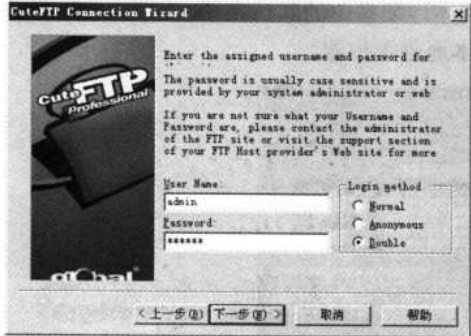 CuteFTP Connection Wizard
CuteFTP
Professional
Enter the assigned username and password for
The password is usually case sensitive and is
provided by your system administrator or web
If you are not sure what your Username and
Password are, please contact the administrator
of the FTP site or visit the support section
of your FTP Host provider's Web site for more
User Name:
admin
Password:
******
Login method
Normal
Anonymous
Double
<上一步(B) 下一步(N)> 取消 帮助